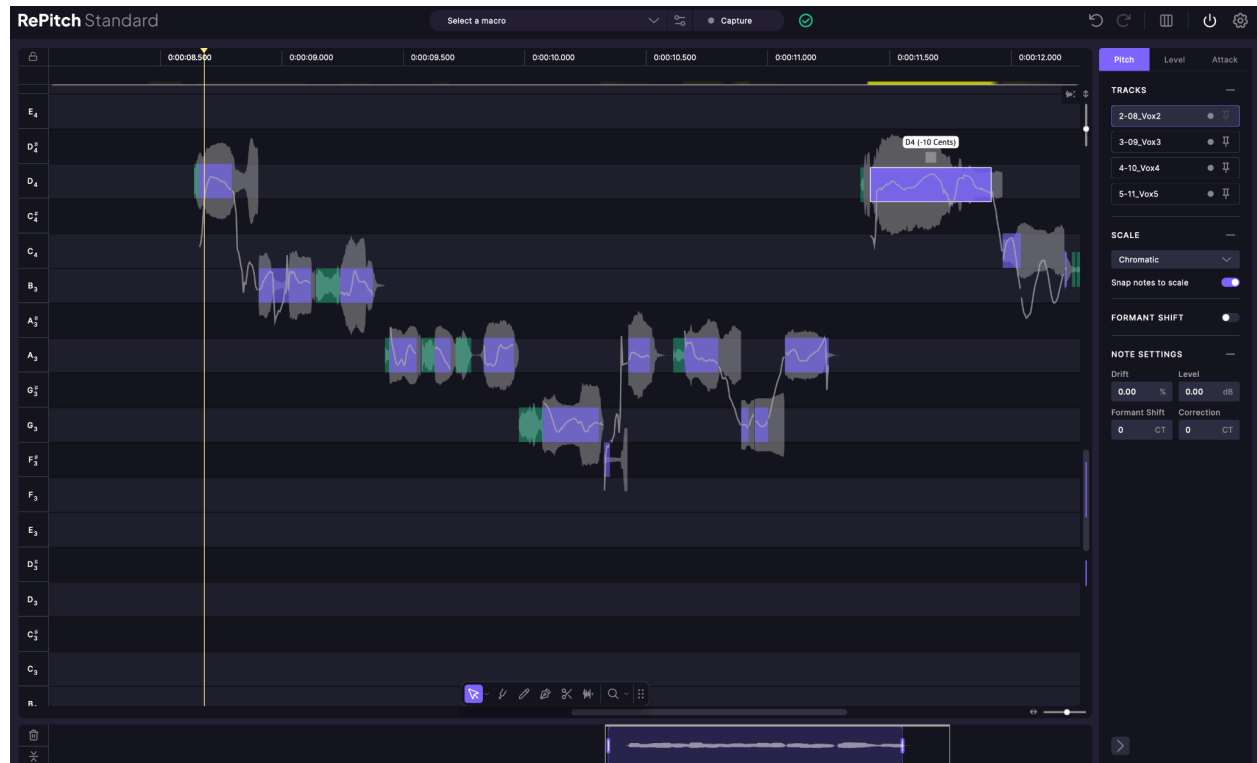 RePitch Standard
Select a macro
Capture
0:00:08.500 0:00:09.000 0:00:09.500 0:00:10.000 0:00:10.500 0:00:11.000 0:00:11.500 0:00:12.000
E4
D♯4
D4
C♯4
C4
B3
A♯3
A3
G♯3
G3
F♯3
F3
E3
D♯3
D3
C♯3
C3
D4 (-10 Cents)
Pitch Level Attack
TRACKS
2-08_Vox2
3-09_Vox3
4-10_Vox4
5-11_Vox5
SCALE
Chromatic
Snap notes to scale
FORMANT SHIFT
NOTE SETTINGS
Drift Level
0.00 % 0.00 dB
Formant Shift Correction
0 CT 0 CT